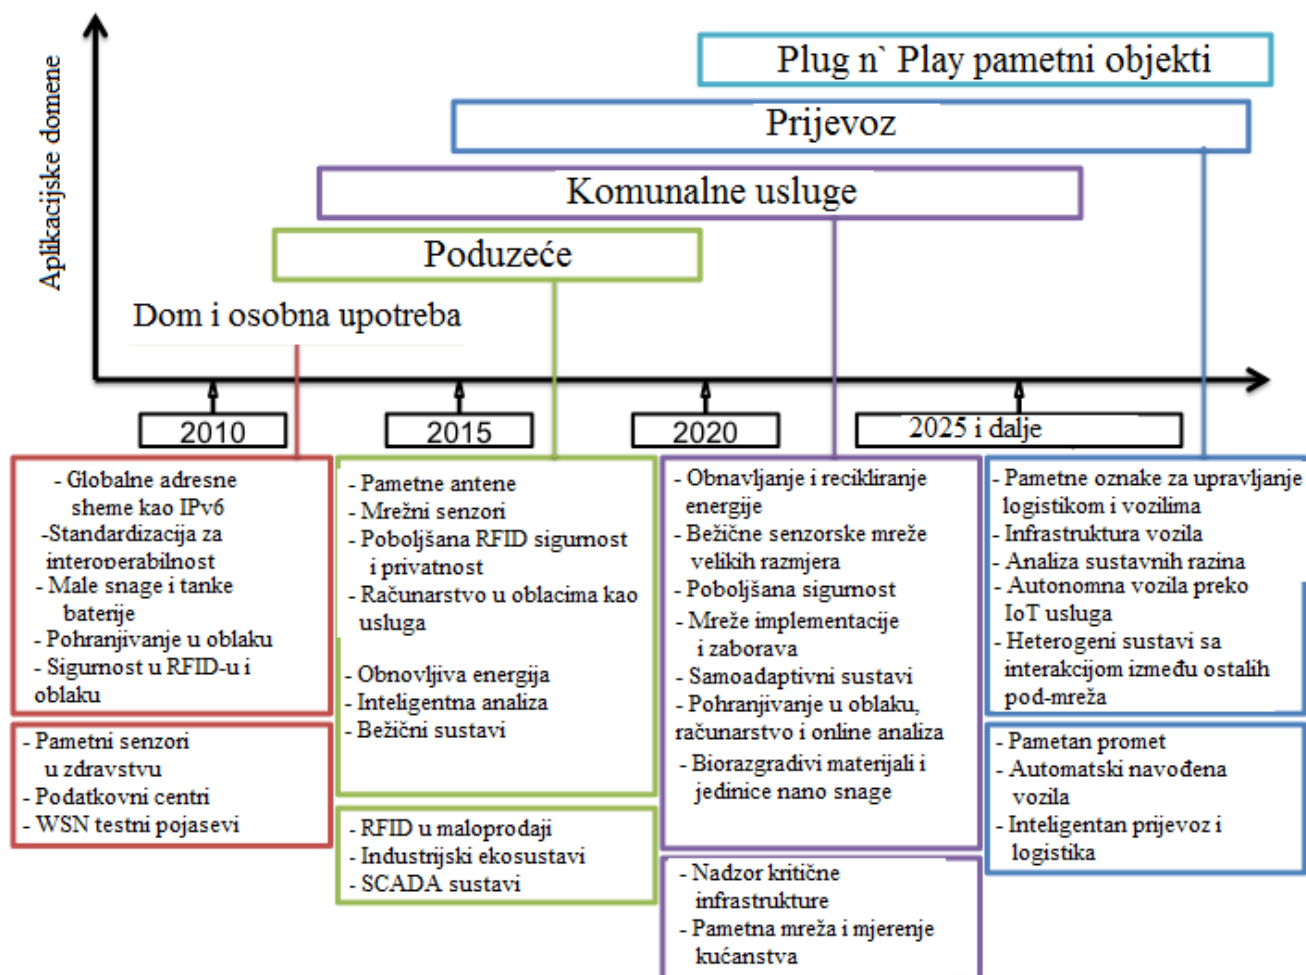 Aplikacijske domene
Plug n` Play pametni objekti
Prijevoz
Komunalne usluge
Poduzeće
Dom i osobna upotreba
2010
2015
2020
2025 i dalje
- Globalne adresne
sheme kao IPv6
-Standardizacija za
interoperabilnost
- Male snage i tanke
baterije
- Pohranjivanje u oblaku
- Sigurnost u RFID-u i
oblaku
- Pametni senzori
u zdravstvu
- Podatkovni centri
- WSN testni pojasevi
- Pametne antene
- Mrežni senzori
- Poboljšana RFID sigurnost
i privatnost
- Računarstvo u oblacima kao
usluga
- Obnovljiva energija
- Inteligentna analiza
- Bežični sustavi
- RFID u maloprodaji
- Industrijski ekosustavi
- SCADA sustavi
- Obnavljanje i recikliranje
energije
- Bežične senzorske mreže
velikih razmjera
- Poboljšana sigurnost
- Mreže implementacije
i zaborava
- Samoadaptivni sustavi
- Pohranjivanje u oblaku,
računarstvo i online analiza
- Biorazgradivi materijali i
jedinice nano snage
- Nadzor kritične
infrastrukture
- Pametna mreža i mjerenje
kućanstva
- Pametne oznake za upravljanje
logistikom i vozilima
- Infrastruktura vozila
- Analiza sustavnih razina
- Autonomna vozila preko
IoT usluga
- Heterogeni sustavi sa
interakcijom između ostalih
pod-mreža
- Pametan promet
- Automatski navođena
vozila
- Inteligentan prijevoz i
logistika